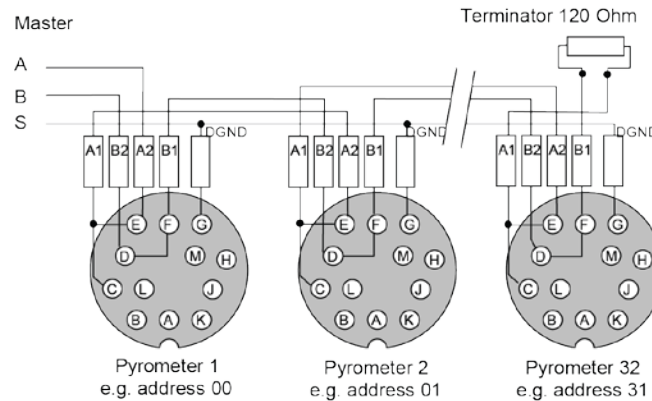 Terminator 120 Ohm
Master
A
B
S
DGND DGND DGND
A1 B2 A2 B1 A1 B2 A2 B1 A1 B2 A2 B1
E F G E F G E F G
D M H D M H D M H
C L J C L J C L J
B A K B A K B A K
Pyrometer 1 Pyrometer 2 Pyrometer 32
e.g. address 00 e.g. address 01 e.g. address 31